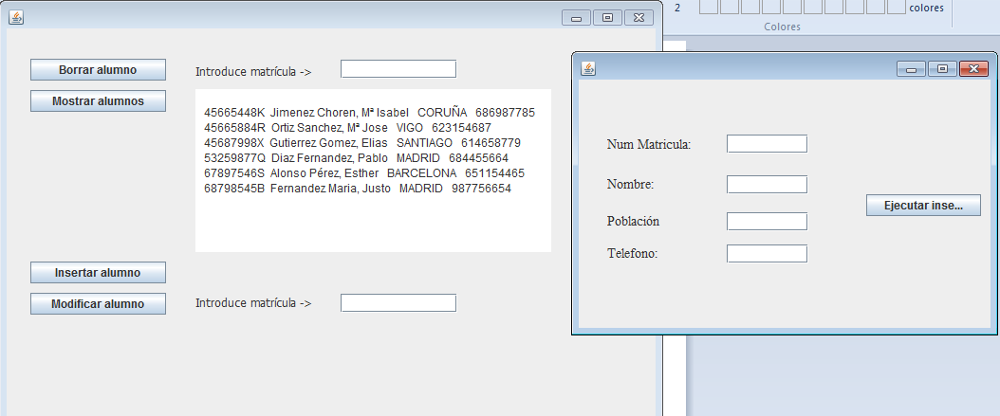 2
colores
Colores
Borrar alumno
Introduce matrícula ->
Mostrar alumnos
45665448K Jimenez Choren, Mª Isabel CORUÑA 686987785
45665884R Ortiz Sanchez, Mª Jose VIGO 623154687
45687998X Gutierrez Gomez, Elias SANTIAGO 614658779
53259877Q Diaz Fernandez, Pablo MADRID 684455664
67897546S Alonso Pérez, Esther BARCELONA 651154465
68798545B Fernandez Maria, Justo MADRID 987756654
Insertar alumno
Modificar alumno
Introduce matrícula ->
Num Matricula:
Nombre:
Población
Telefono:
Ejecutar inse...